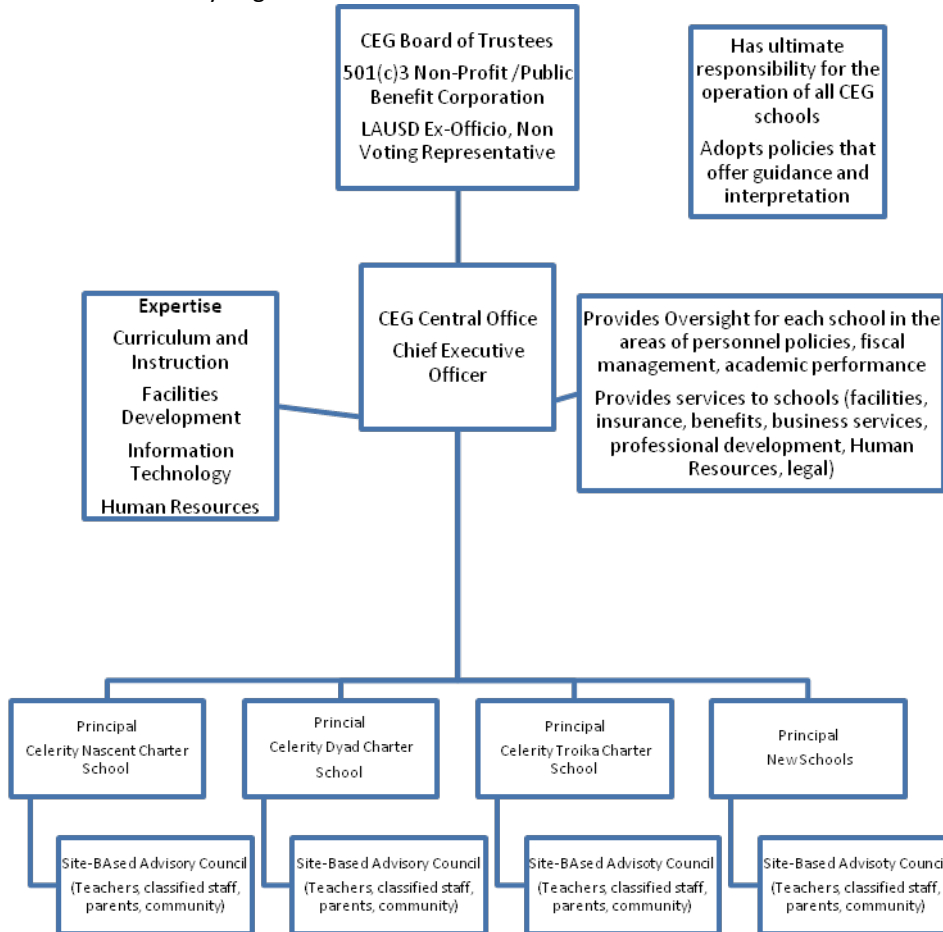 CEG Board of Trustees
501(c)3 Non-Profit /Public
Benefit Corporation
LAUSD Ex-Officio, Non
Voting Representative
Has ultimate
responsibility for the
operation of all CEG
schools
Adopts policies that
offer guidance and
interpretation
Expertise
Curriculum and
Instruction
Facilities
Development
Information
Technology
Human Resources
CEG Central Office
Chief Executive
Officer
Provides Oversight for each school in the
areas of personnel policies, fiscal
management, academic performance
Provides services to schools (facilities,
insurance, benefits, business services,
professional development, Human
Resources, legal)
Principal
Celerity Nascent Charter
School
Princial
Celerity Dyad Charter
School
Principal
Celerity Troika Charter
School
Principal
New Schools
Site-BAsed Advisory Council
(Teachers, classified staff,
parents, community)
Site-Based Advisory Council
(Teachers, classified staff,
parents, community)
Site-BAsed Advisoty Council
(Teachers, classified staff,
parents, community)
Site-Based Advisory Council
(Teachers, classified staff,
parents, community)